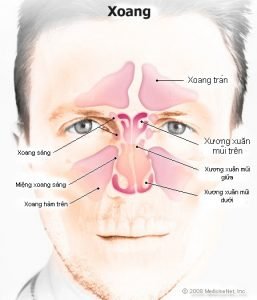 Xoang
Xoang trán
Xương xuăn
mũi trên
Xoang sàng
Xương xuăn mũi
giữa
Miệng xoang sàng
Xương xuăn mũi
dưới
Xoang hàm trên
© 2008 MedicineNet, Inc.